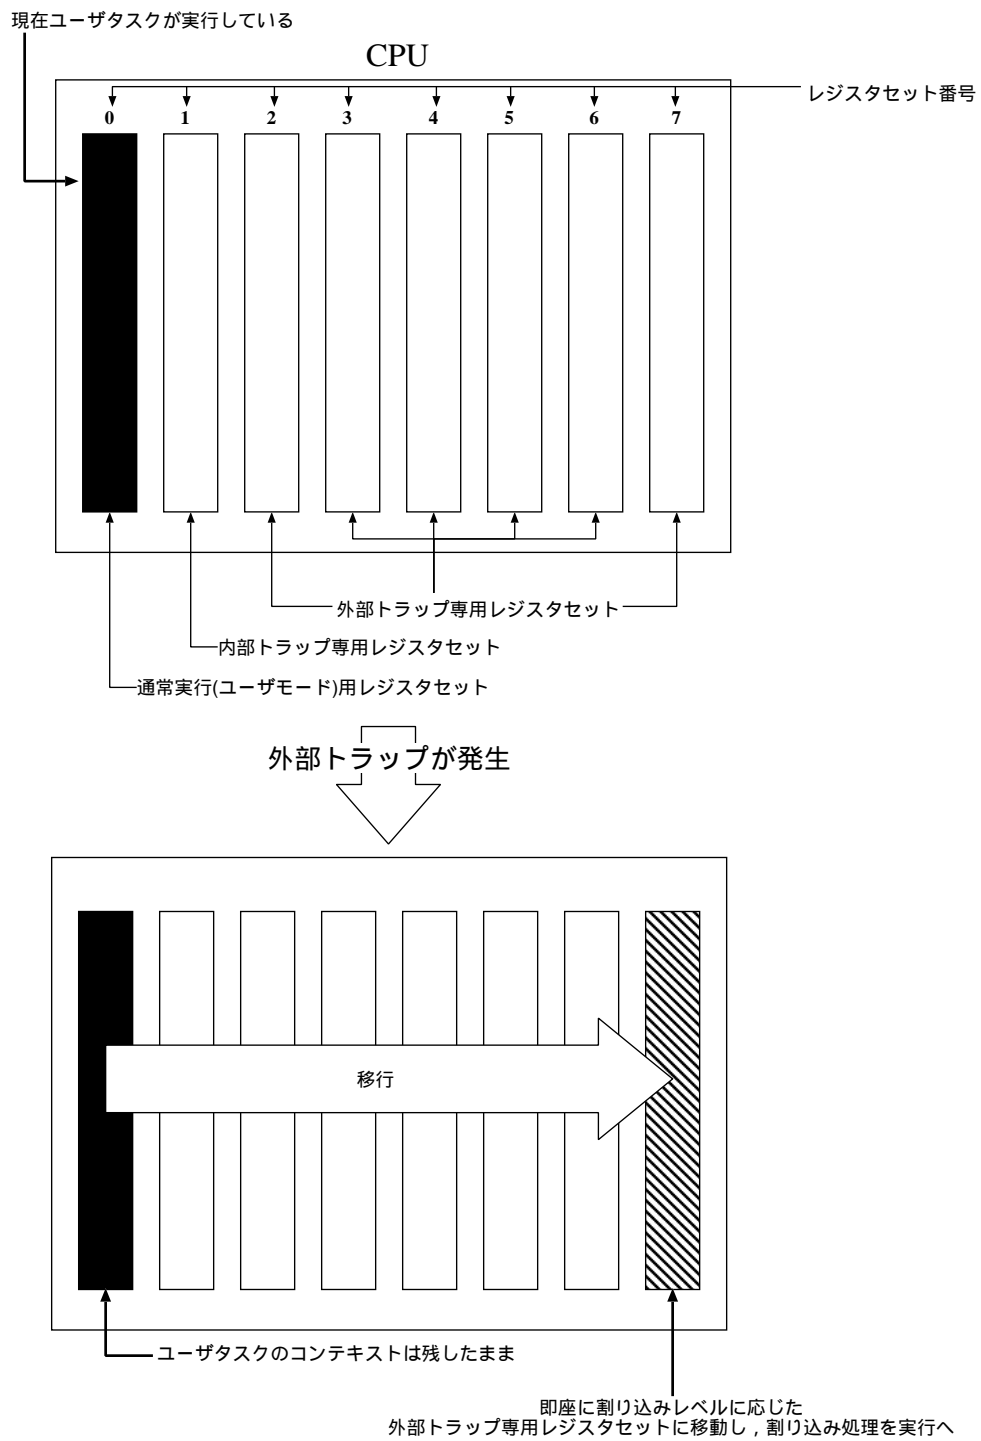 現在ユーザタスクが実行している
CPU
レジスタセット番号
0 1 2 3 4 5 6 7
外部トラップ専用レジスタセット
内部トラップ専用レジスタセット
通常実行(ユーザモード)用レジスタセット
外部トラップが発生
移行
ユーザタスクのコンテキストは残したまま
即座に割り込みレベルに応じた
外部トラップ専用レジスタセットに移動し , 割り込み処理を実行へ